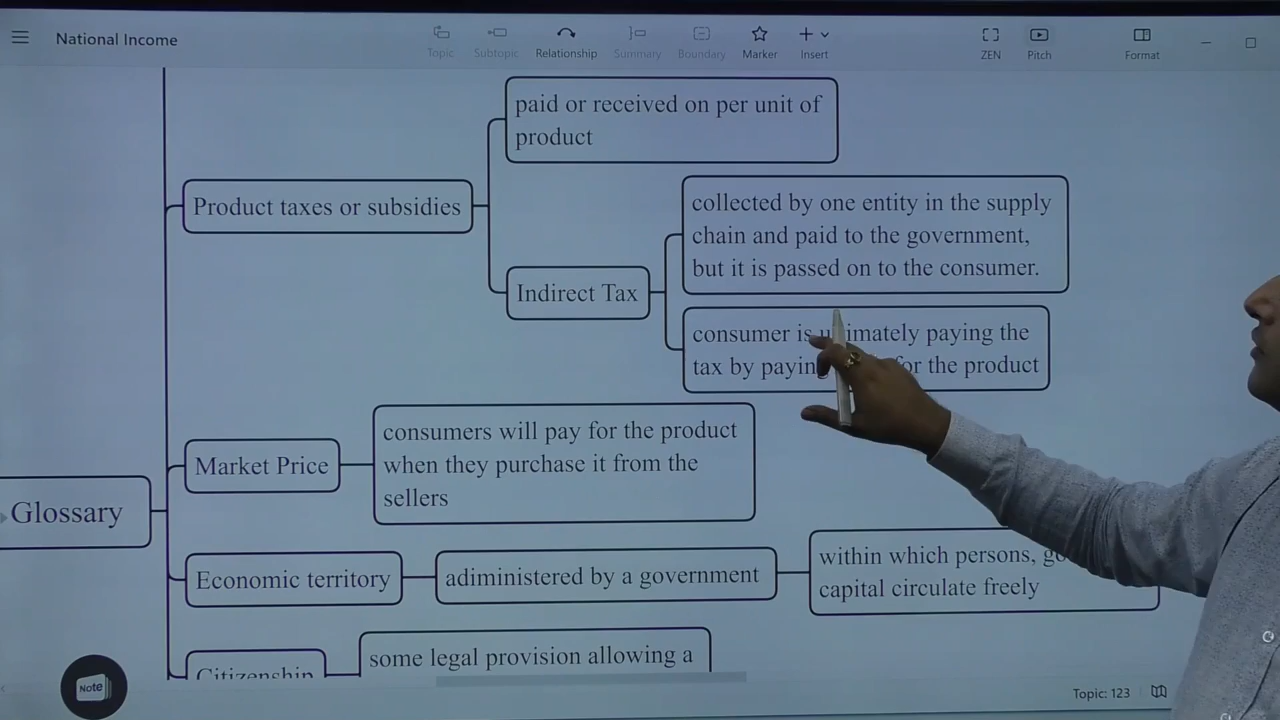 National Income
Topic
Subtopic
Relationship
Summary
Boundary
Marker
Insert
ZEN
Pitch
Format
paid or received on per unit of
product
Product taxes or subsidies
collected by one entity in the supply
chain and paid to the government,
but it is passed on to the consumer.
Indirect Tax
consumer is ultimately paying the
tax by paying for the product
consumers will pay for the product
when they purchase it from the
sellers
Market Price
Glossary
Economic territory
adiministered by a government
within which persons,
capital circulate freely
Citizenship
some legal provision allowing a
Note
Topic: 123